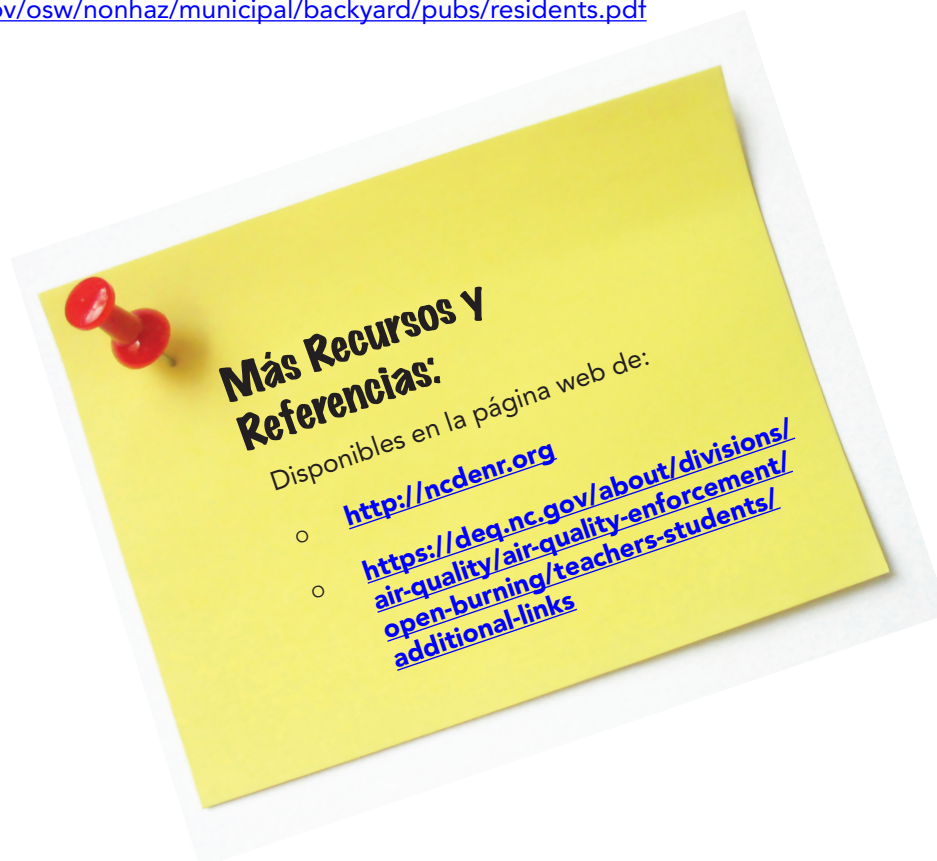 ov/osw/nonhaz/municipal/backyard/pubs/residents.pdf
Más Recursos y
Referencias:
Disponibles en la página web de:
o http://ncdenr.org
o https://deq.nc.gov/about/divisions/
air-quality/air-quality-enforcement/
open-burning/teachers-students/
additional-links